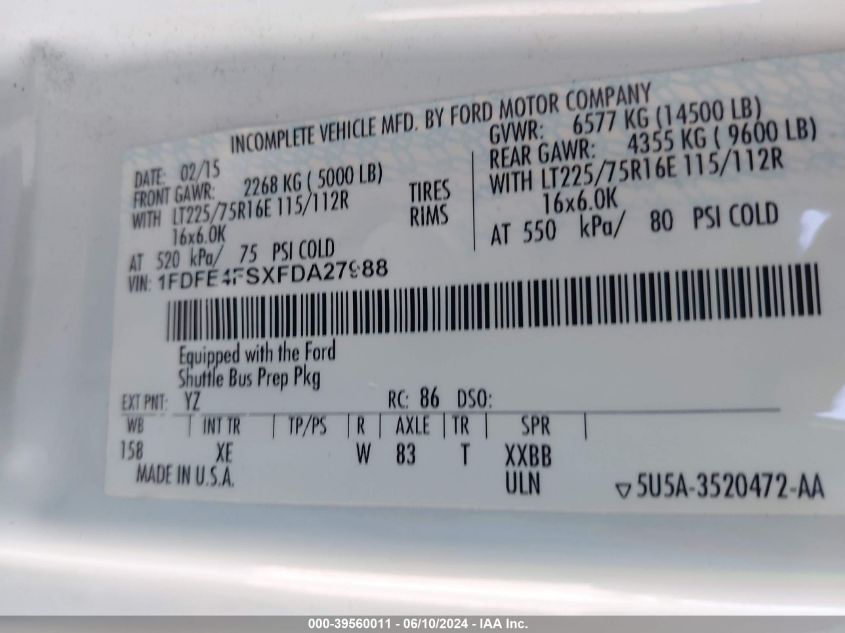 INCOMPLETE VEHICLE MFD. BY FORD MOTOR COMPANY
DATE: 02/15
GVWR: 6577 KG (14500 LB)
FRONT GAWR: 2268 KG ( 5000 LB)
REAR GAWR: 4355 KG ( 9600 LB)
WITH LT225/75R16E 115/112R
TIRES
WITH LT225/75R16E 115/112R
16x6.0K
RIMS
16x6.0K
AT 520 kPa/ 75 PSI COLD
AT 550 kPa/ 80 PSI COLD
VIN: 1FDFE4FSXFDA27988
Equipped with the Ford
Shuttle Bus Prep Pkg
EXT PNT: YZ RC: 86 DSO:
WB | INT TR | TP/PS | R | AXLE | TR | SPR |
158 XE W 83 T XXBB
MADE IN U.S.A. ULN ▽5U5A-3520472-AA
000-39560011 - 06/10/2024 - IAA Inc.